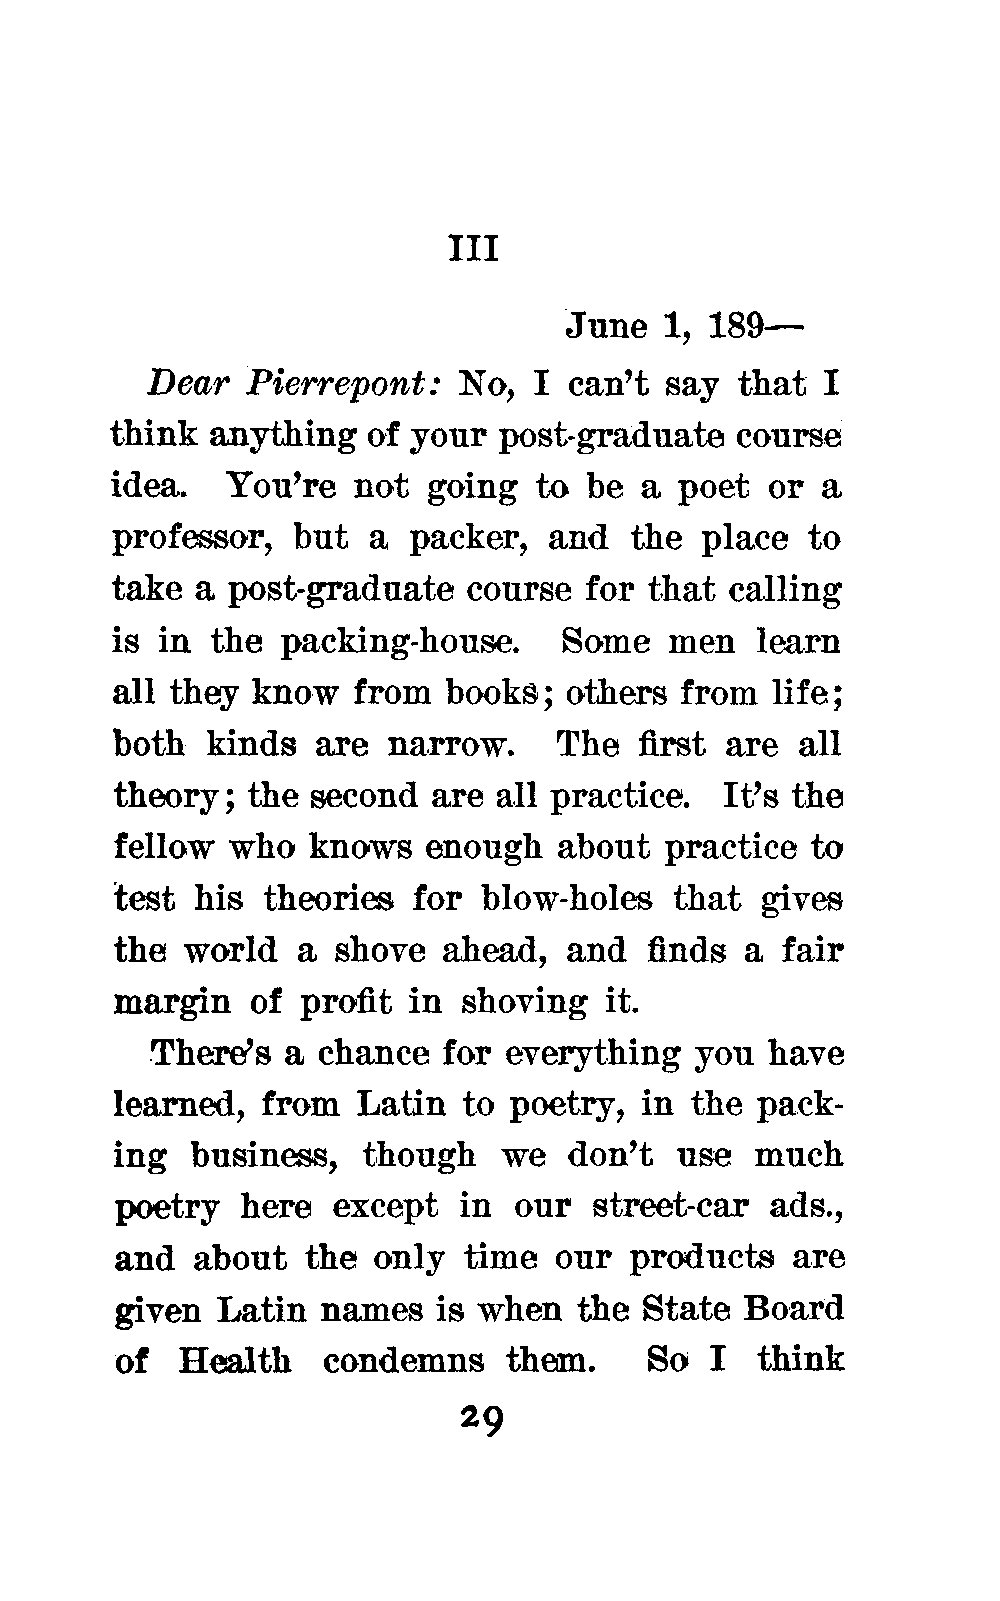 III
June 1, 189—
Dear Pierrepont: No, I can't say that I
think anything of your post-graduate course
idea. You're not going to be a poet or a
professor, but a packer, and the place to
take a post-graduate course for that calling
is in the packing-house. Some men learn
all they know from books; others from life;
both kinds are narrow. The first are all
theory; the second are all practice. It's the
fellow who knows enough about practice to
test his theories for blow-holes that gives
the world a shove ahead, and finds a fair
margin of profit in shoving it.
There's a chance for everything you have
learned, from Latin to poetry, in the pack-
ing business, though we don't use much
poetry here except in our street-car ads.,
and about the only time our products are
given Latin names is when the State Board
of Health condemns them. So I think
29